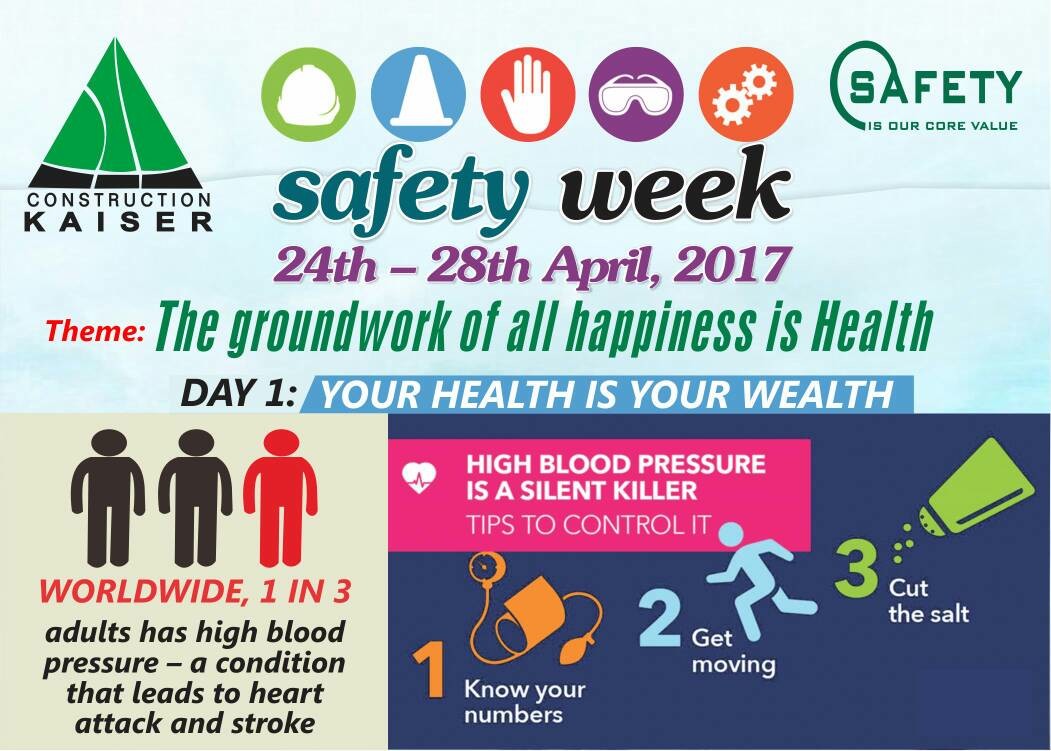 CONSTRUCTION
KAISER
SAFETY
IS OUR CORE VALUE
safety week
24th – 28th April, 2017
Theme: The groundwork of all happiness is Health
DAY 1: YOUR HEALTH IS YOUR WEALTH
WORLDWIDE, 1 IN 3
adults has high blood
pressure – a condition
that leads to heart
attack and stroke
HIGH BLOOD PRESSURE
IS A SILENT KILLER
TIPS TO CONTROL IT
1
Know your
numbers
2
Get
moving
3
Cut
the salt